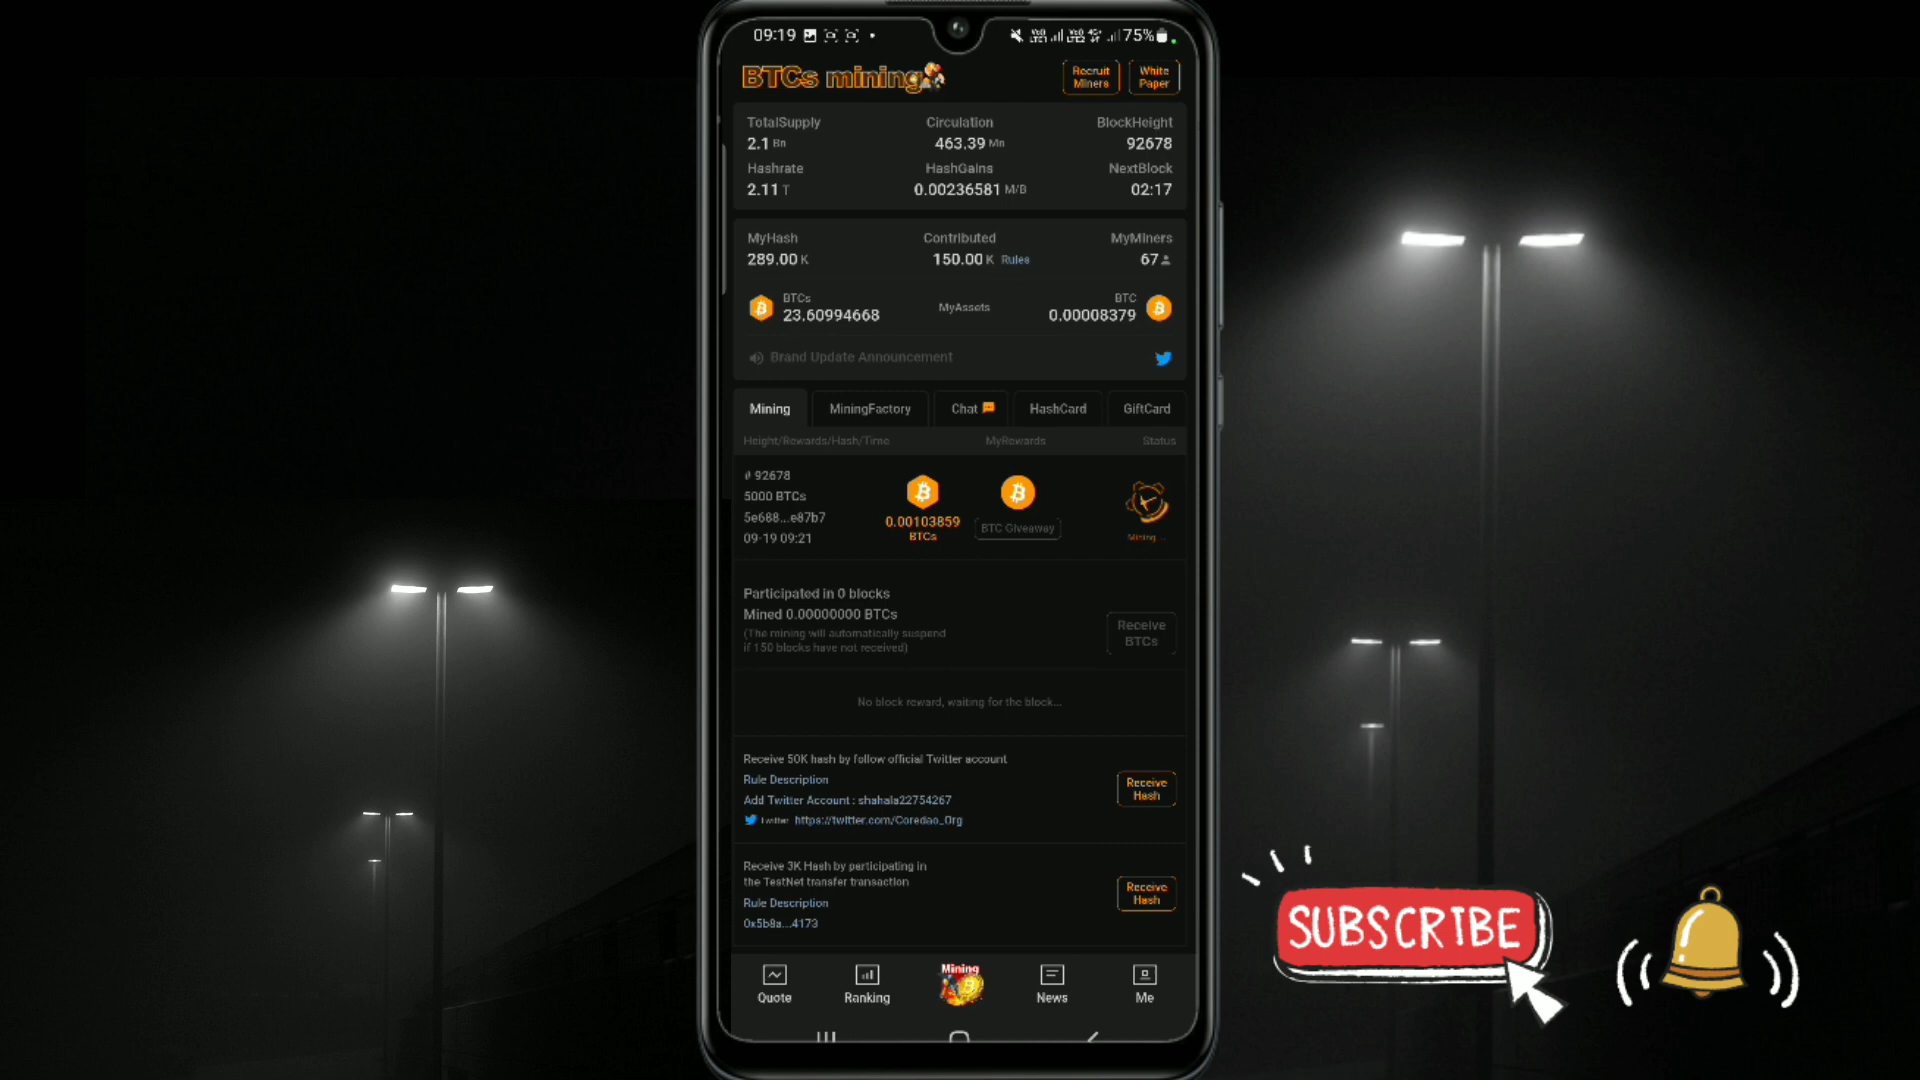 09:19
75%
BTCs mining
Recruit Miners
White Paper
TotalSupply Circulation BlockHeight
2.1 Bn 463.39 Mn 92678
Hashrate HashGains NextBlock
2.11 T 0.00236581 M/B 02:17
MyHash Contributed MyMiners
289.00 K 150.00 K Rules 67
BTCs MyAssets BTC
23.60994668 0.00008379
Brand Update Announcement
Mining MiningFactory Chat HashCard GiftCard
Height/Rewards/Hash/Time MyRewards Status
# 92678
5000 BTCs
5e688...e87b7
09-19 09:21
0.00103859
BTCs
BTC Giveaway
Mining...
Participated in 0 blocks
Mined 0.00000000 BTCs
(The mining will automatically suspend
if 150 blocks have not received)
Receive
BTCs
No block reward, waiting for the block...
Receive 50K hash by follow official Twitter account
Rule Description
Add Twitter Account : shahala22754267
Twitter https://twitter.com/Coredao_Org
Receive
Hash
Receive 3K Hash by participating in
the TestNet transfer transaction
Rule Description
0x5b8a...4173
Receive
Hash
Mining
Quote Ranking News Me
SUBSCRIBE